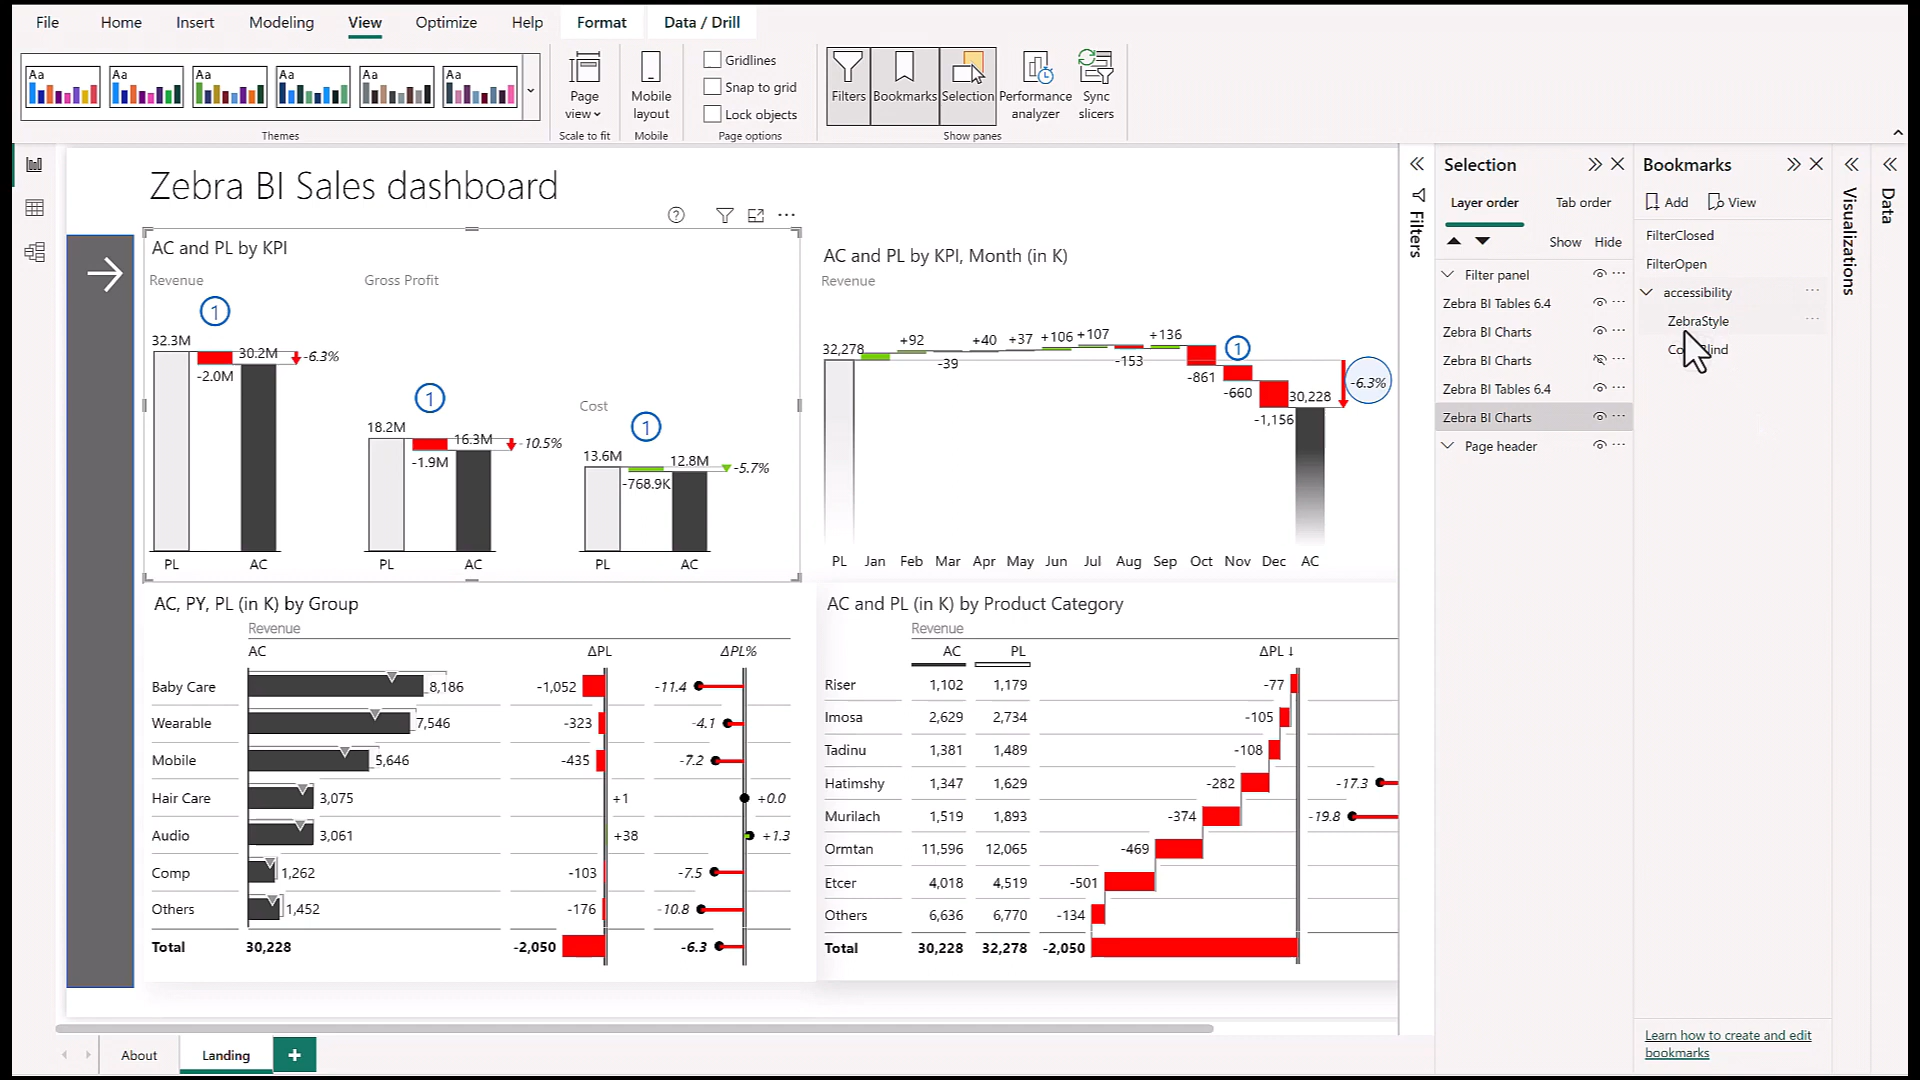 File Home Insert Modeling View Optimize Help Format Data / Drill
Aa Aa Aa Aa Aa Aa
Themes
Page view
Scale to fit
Mobile layout
Mobile
Gridlines
Snap to grid
Lock objects
Page options
Filters
Bookmarks
Selection
Performance analyzer
Sync slicers
Show panes
Zebra BI Sales dashboard
AC and PL by KPI
Revenue
1
32.3M
30.2M
-6.3%
-2.0M
PL AC
Gross Profit
1
18.2M
16.3M
-10.5%
-1.9M
PL AC
Cost
1
13.6M
12.8M
-5.7%
-768.9K
PL AC
AC and PL by KPI, Month (in K)
Revenue
32,278 +92 -39 +40 +37 +106 +107 -153 +136 -861 1 -660 -1,156 30,228 -6.3%
PL Jan Feb Mar Apr May Jun Jul Aug Sep Oct Nov Dec AC
AC, PY, PL (in K) by Group
Revenue
AC ΔPL ΔPL%
Baby Care 8,186 -1,052 -11.4
Wearable 7,546 -323 -4.1
Mobile 5,646 -435 -7.2
Hair Care 3,075 +1 +0.0
Audio 3,061 +38 +1.3
Comp 1,262 -103 -7.5
Others 1,452 -176 -10.8
Total 30,228 -2,050 -6.3
AC and PL (in K) by Product Category
Revenue
AC PL ΔPL ↓
Riser 1,102 1,179 -77
Imosa 2,629 2,734 -105
Tadinu 1,381 1,489 -108
Hatimshy 1,347 1,629 -282 -17.3
Murilach 1,519 1,893 -374 -19.8
Ormtan 11,596 12,065 -469
Etcer 4,018 4,519 -501
Others 6,636 6,770 -134
Total 30,228 32,278 -2,050
Filters
Selection
Layer order Tab order
Show Hide
Filter panel
Zebra BI Tables 6.4
Zebra BI Charts
Zebra BI Charts
Zebra BI Tables 6.4
Zebra BI Charts
Page header
Bookmarks
Add View
FilterClosed
FilterOpen
accessibility
ZebraStyle
Learn how to create and edit
bookmarks
Visualizations
Data
About Landing